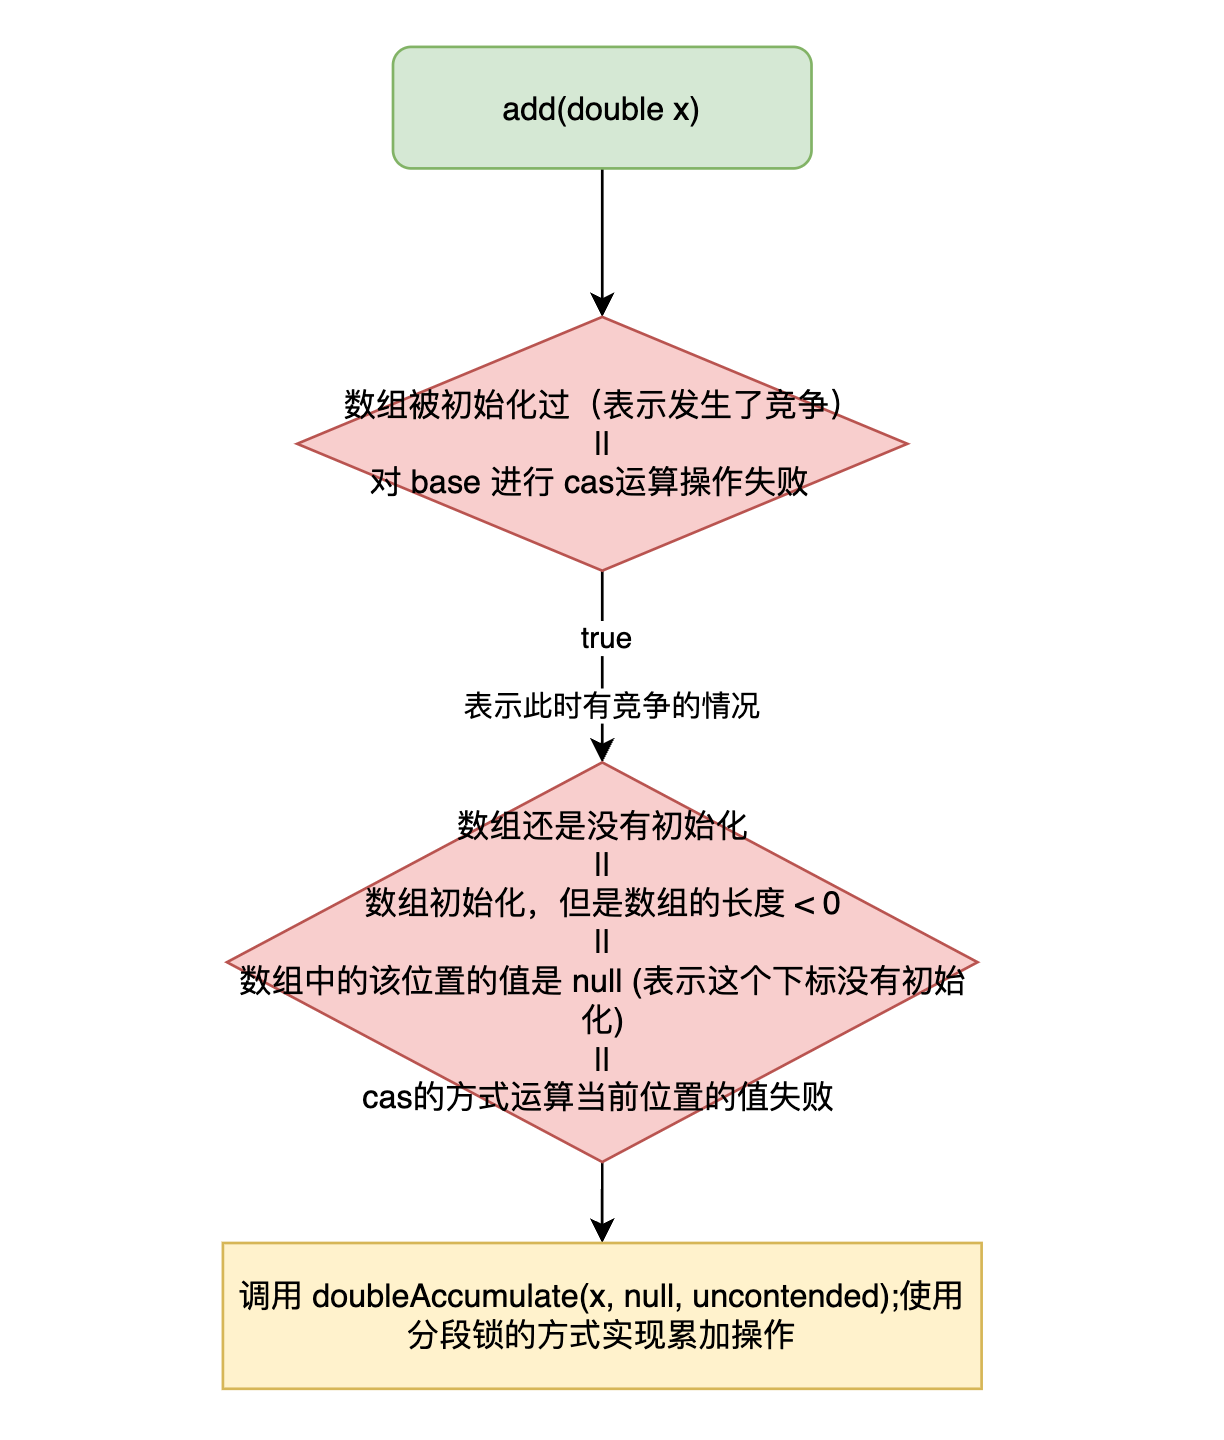 add(double x)
数组被初始化过（表示发生了竞争）
||
对 base 进行 cas运算操作失败
true
表示此时有竞争的情况
数组还是没有初始化
||
数组初始化，但是数组的长度 < 0
||
数组中的该位置的值是 null (表示这个下标没有初始
化)
||
cas的方式运算当前位置的值失败
调用 doubleAccumulate(x, null, uncontended);使用
分段锁的方式实现累加操作